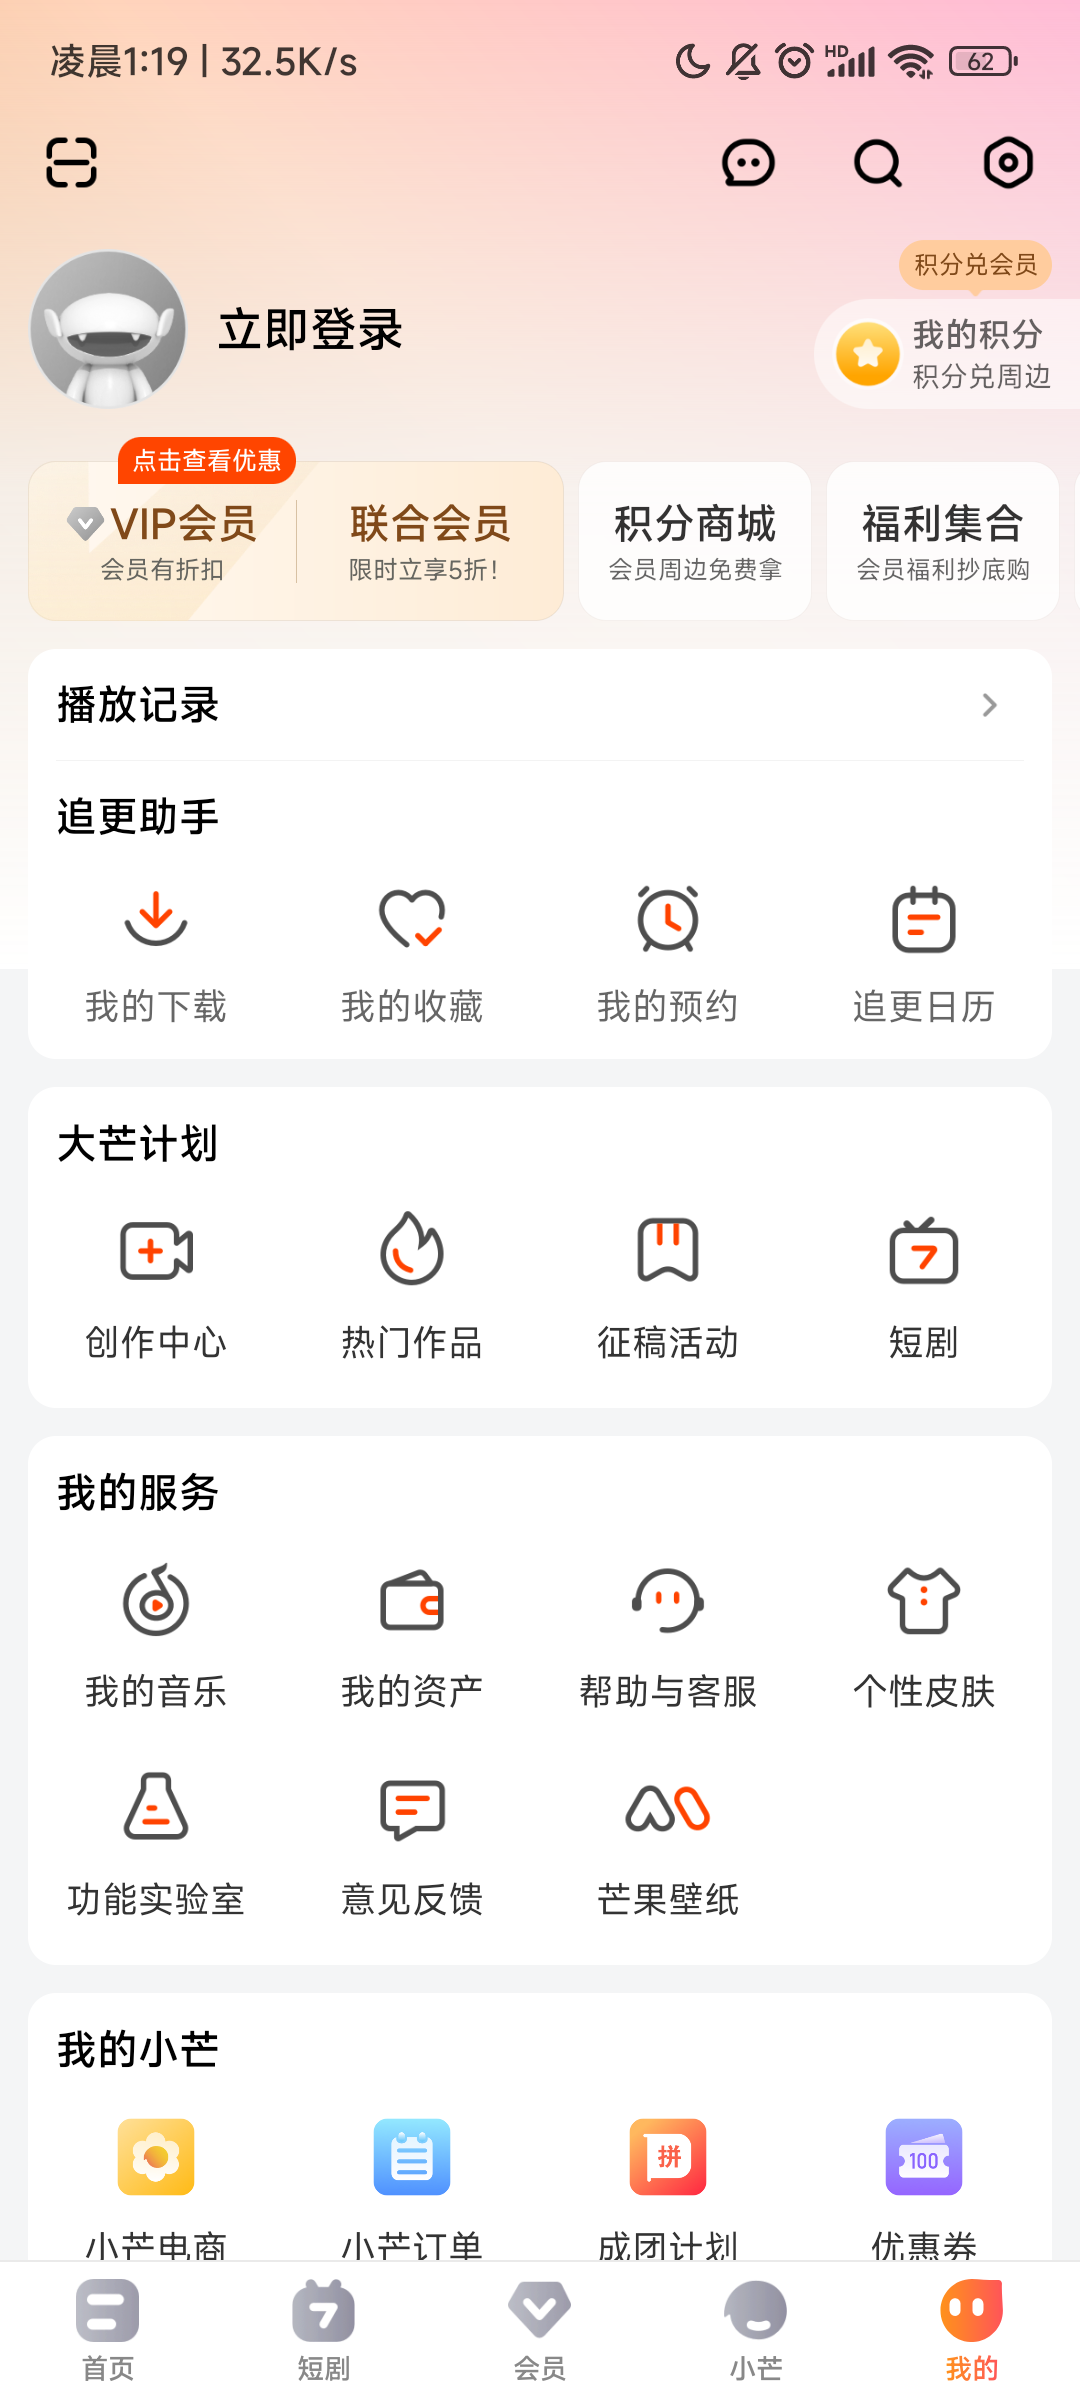 凌晨1:19 | 32.5K/s
HD
62
积分兑会员
立即登录
我的积分
积分兑周边
点击查看优惠
VIP会员
会员有折扣
联合会员
限时立享5折!
积分商城
会员周边免费拿
福利集合
会员福利抄底购
播放记录
追更助手
我的下载
我的收藏
我的预约
追更日历
大芒计划
创作中心
热门作品
征稿活动
短剧
我的服务
我的音乐
我的资产
帮助与客服
个性皮肤
功能实验室
意见反馈
芒果壁纸
我的小芒
拼
100
小芒电商
小芒订单
成团计划
优惠券
首页
短剧
会员
小芒
我的